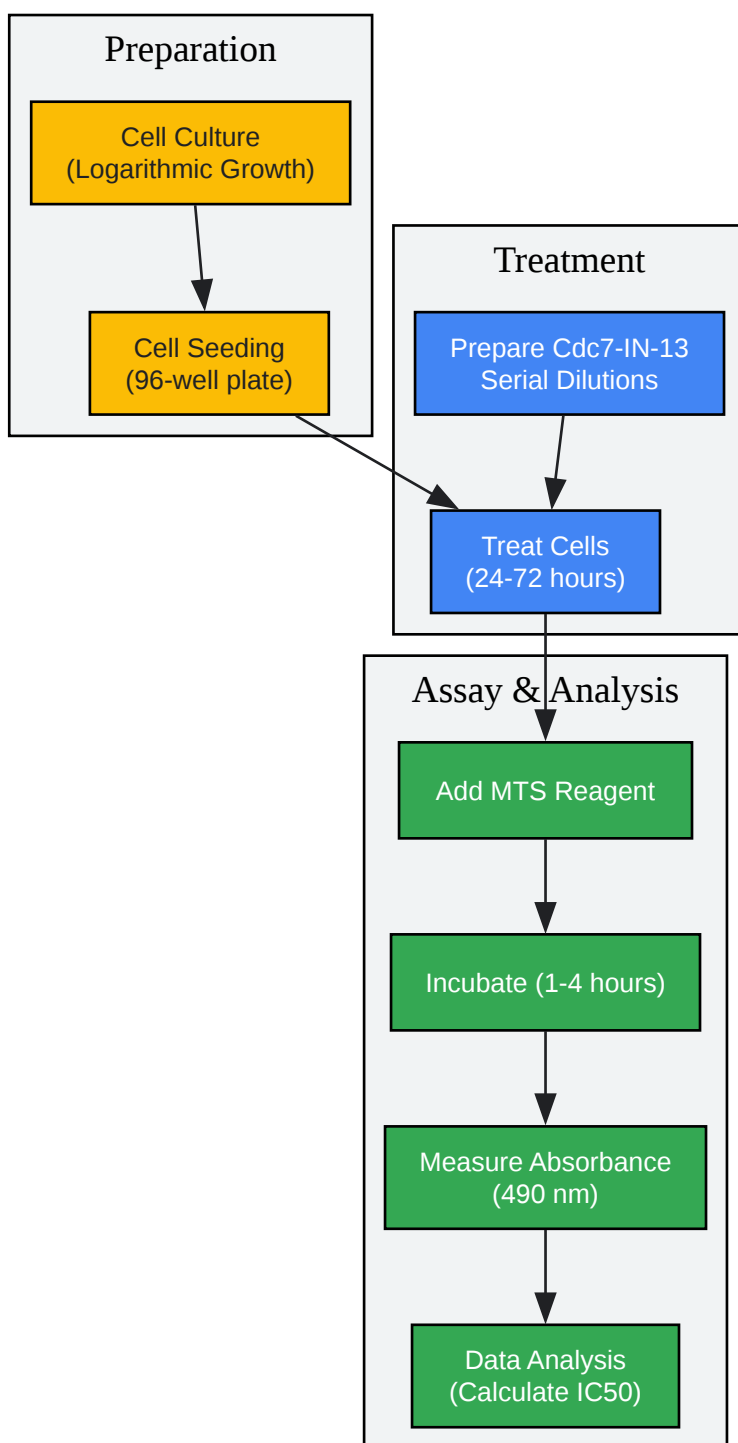 Preparation
Cell Culture
(Logarithmic Growth)
Cell Seeding
(96-well plate)
Treatment
Prepare Cdc7-IN-13
Serial Dilutions
Treat Cells
(24-72 hours)
Assay & Analysis
Add MTS Reagent
Incubate (1-4 hours)
Measure Absorbance
(490 nm)
Data Analysis
(Calculate IC50)